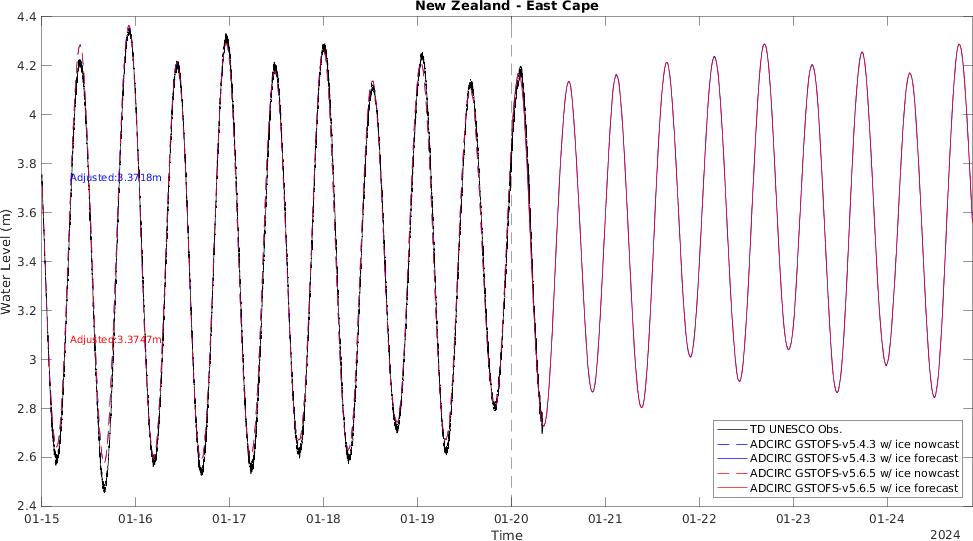 New Zealand - East Cape
4.4
4.2
4
3.8
3.6
3.4
3.2
3
2.8
2.6
2.4
Water Level (m)
Adjusted:3.3718m
Adjusted:3.3747m
TD UNESCO Obs.
ADCIRC GSTOFS-v5.4.3 w/ ice nowcast
ADCIRC GSTOFS-v5.4.3 w/ ice forecast
ADCIRC GSTOFS-v5.6.5 w/ ice nowcast
ADCIRC GSTOFS-v5.6.5 w/ ice forecast
01-15 01-16 01-17 01-18 01-19 01-20 01-21 01-22 01-23 01-24
Time
2024